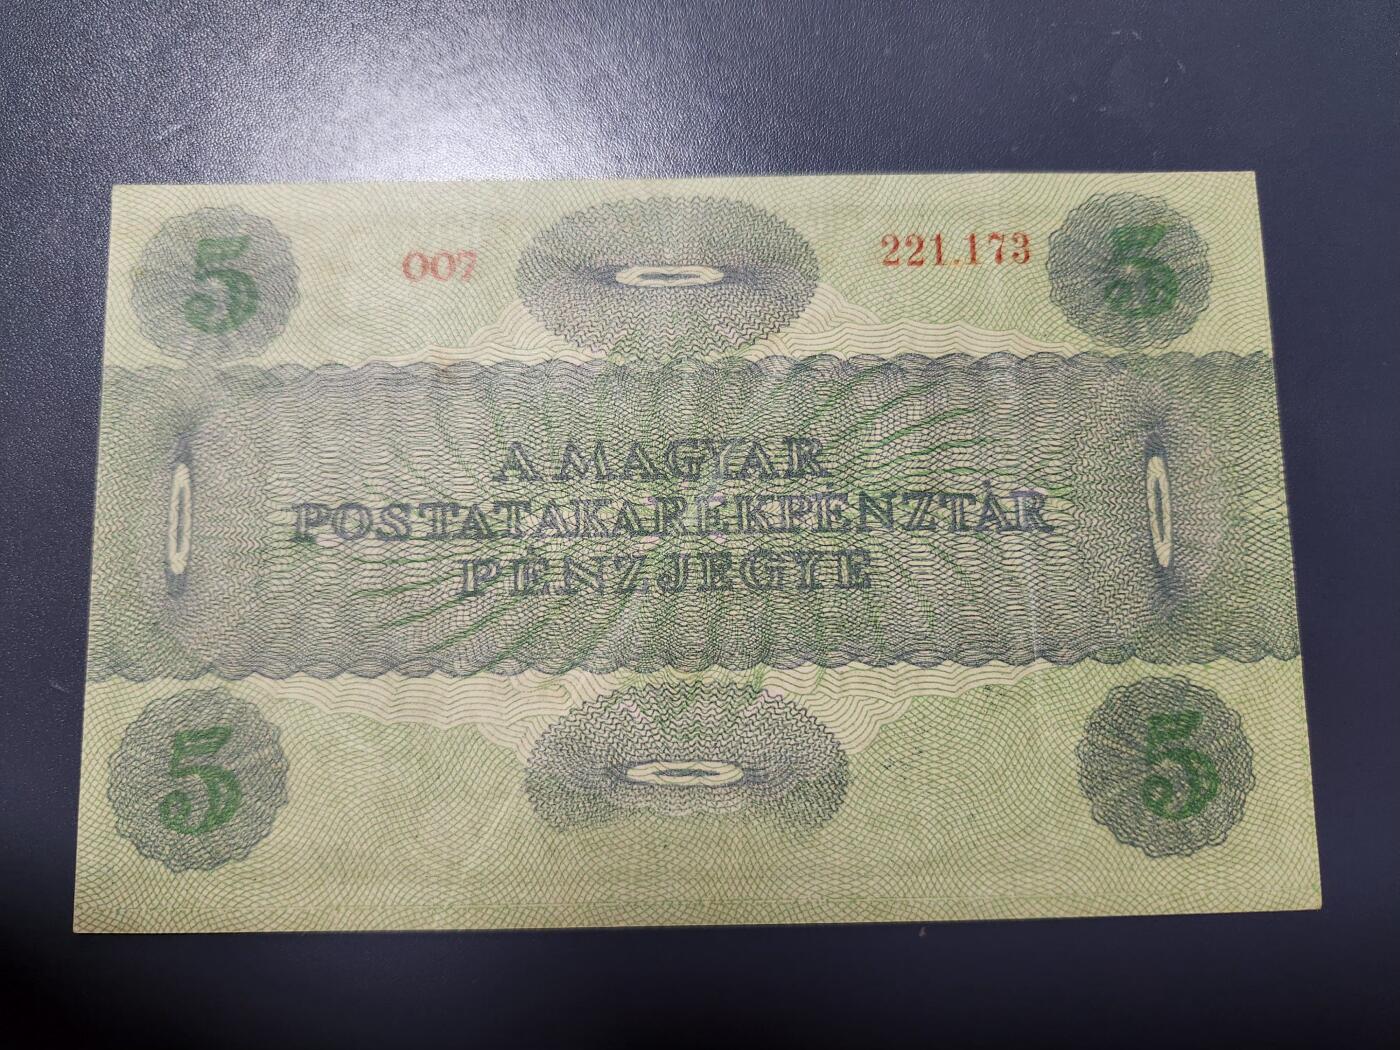 5 007 221.173 5
A MAGYAR
POSTATAKARÉKPÉNZTÁR
PÉNZJEGYE
5 5